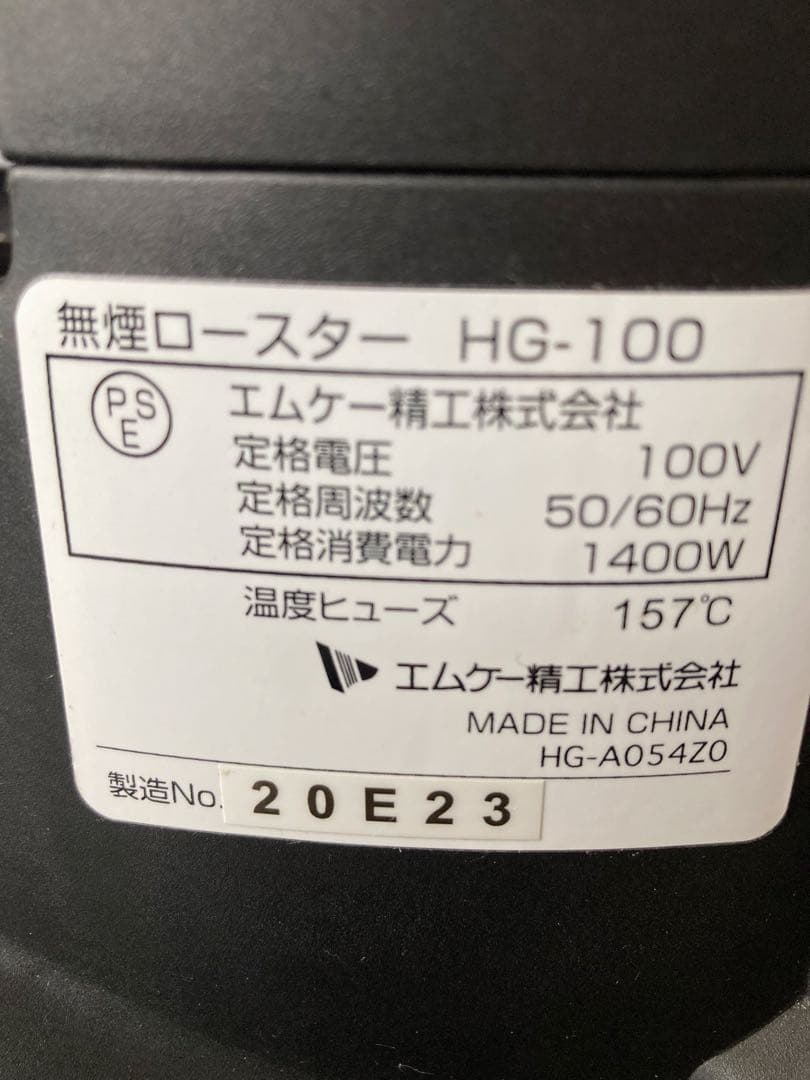 無煙ロースター HG-100
PSE
エムケー精工株式会社
定格電圧 100V
定格周波数 50/60Hz
定格消費電力 1400W
温度ヒューズ 157℃
エムケー精工株式会社
MADE IN CHINA
HG-A054Z0
製造No. 20E23